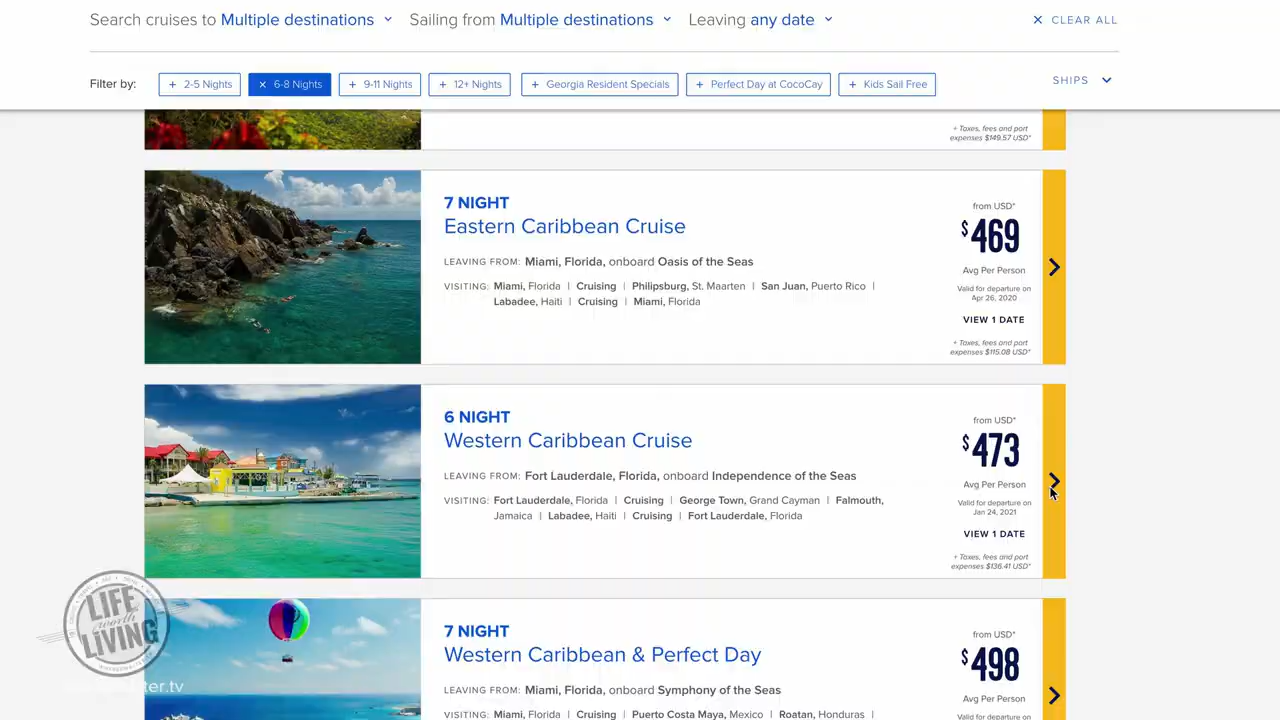 Search cruises to Multiple destinations Sailing from Multiple destinations Leaving any date × CLEAR ALL
Filter by: + 2-5 Nights × 6-8 Nights + 9-11 Nights + 12+ Nights + Georgia Resident Specials + Perfect Day at CocoCay + Kids Sail Free SHIPS
+ Taxes, fees and port
expenses $149.57 USD*
7 NIGHT
Eastern Caribbean Cruise
LEAVING FROM: Miami, Florida, onboard Oasis of the Seas
VISITING: Miami, Florida | Cruising | Philipsburg, St. Maarten | San Juan, Puerto Rico |
Labadee, Haiti | Cruising | Miami, Florida
from USD*
$469
Avg Per Person
Valid for departure on
Apr 26, 2020
VIEW 1 DATE
+ Taxes, fees and port
expenses $115.08 USD*
6 NIGHT
Western Caribbean Cruise
LEAVING FROM: Fort Lauderdale, Florida, onboard Independence of the Seas
VISITING: Fort Lauderdale, Florida | Cruising | George Town, Grand Cayman | Falmouth,
Jamaica | Labadee, Haiti | Cruising | Fort Lauderdale, Florida
from USD*
$473
Avg Per Person
Valid for departure on
Jan 24, 2021
VIEW 1 DATE
+ Taxes, fees and port
expenses $136.41 USD*
7 NIGHT
Western Caribbean & Perfect Day
LEAVING FROM: Miami, Florida, onboard Symphony of the Seas
VISITING: Miami, Florida | Cruising | Puerto Costa Maya, Mexico | Roatan, Honduras |
from USD*
$498
Avg Per Person
Valid for departure on
LIFE
worth
LIVING